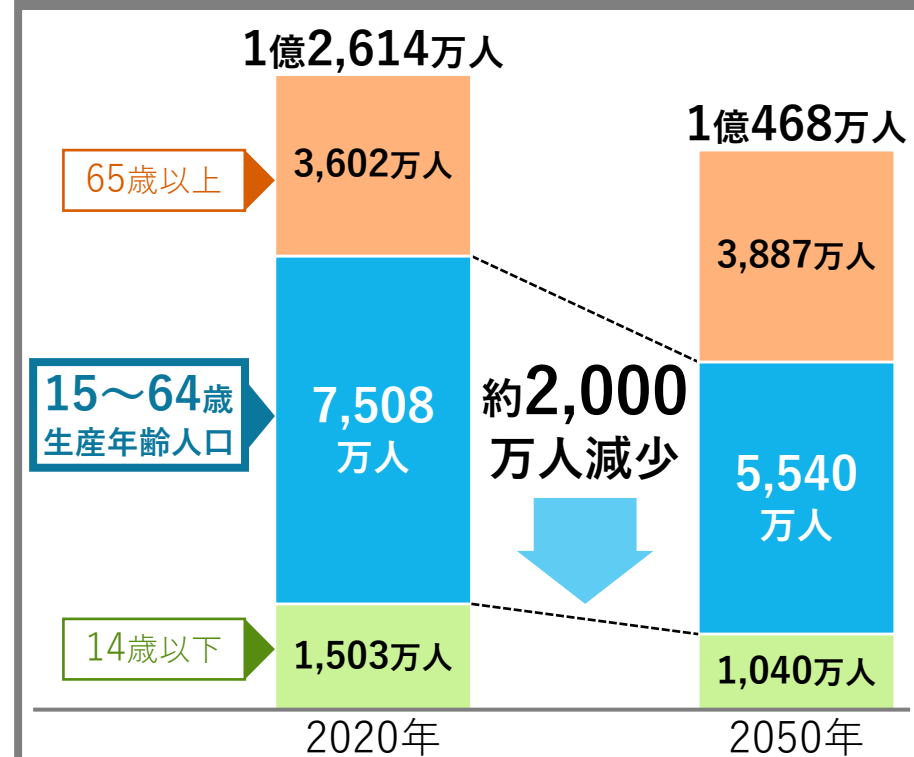 1億2,614万人
1億468万人
65歳以上
3,602万人
3,887万人
15〜64歳
生産年齢人口
7,508
万人
約2,000
万人減少
5,540
万人
14歳以下
1,503万人
1,040万人
2020年
2050年